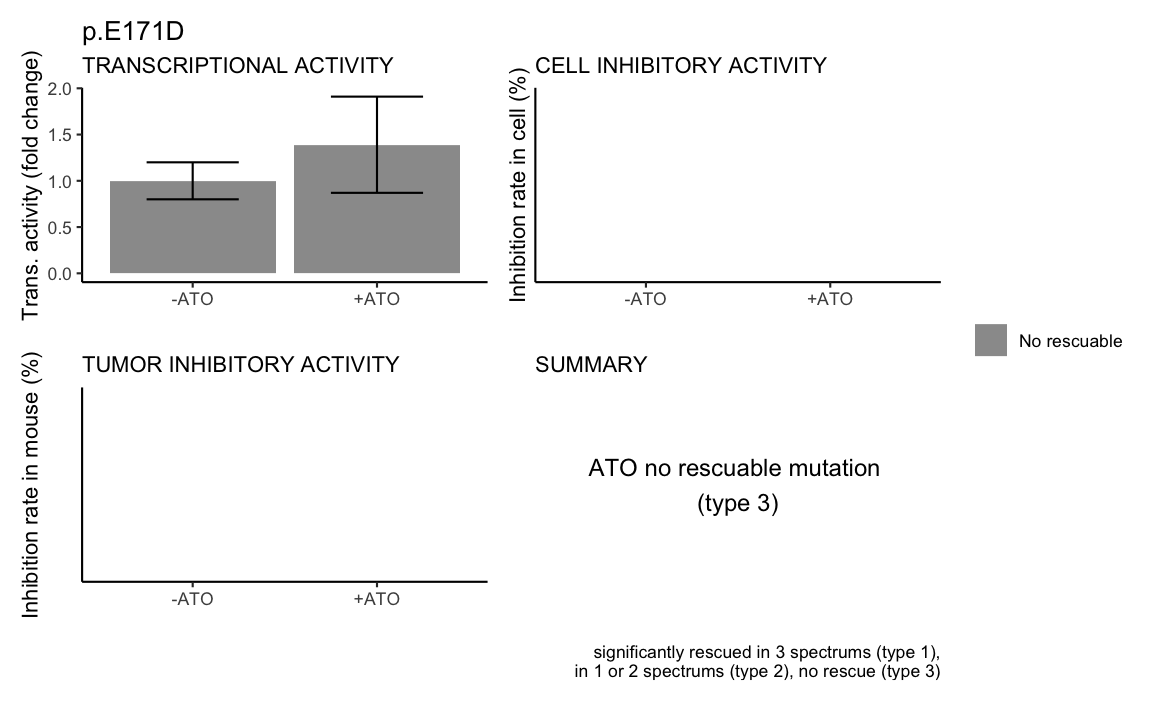 p.E171D
TRANSCRIPTIONAL ACTIVITY
Trans. activity (fold change)
2.0
1.5
1.0
0.5
0.0
-ATO +ATO
CELL INHIBITORY ACTIVITY
Inhibition rate in cell (%)
-ATO +ATO
No rescuable
TUMOR INHIBITORY ACTIVITY
Inhibition rate in mouse (%)
-ATO +ATO
SUMMARY
ATO no rescuable mutation
(type 3)
significantly rescued in 3 spectrums (type 1),
in 1 or 2 spectrums (type 2), no rescue (type 3)